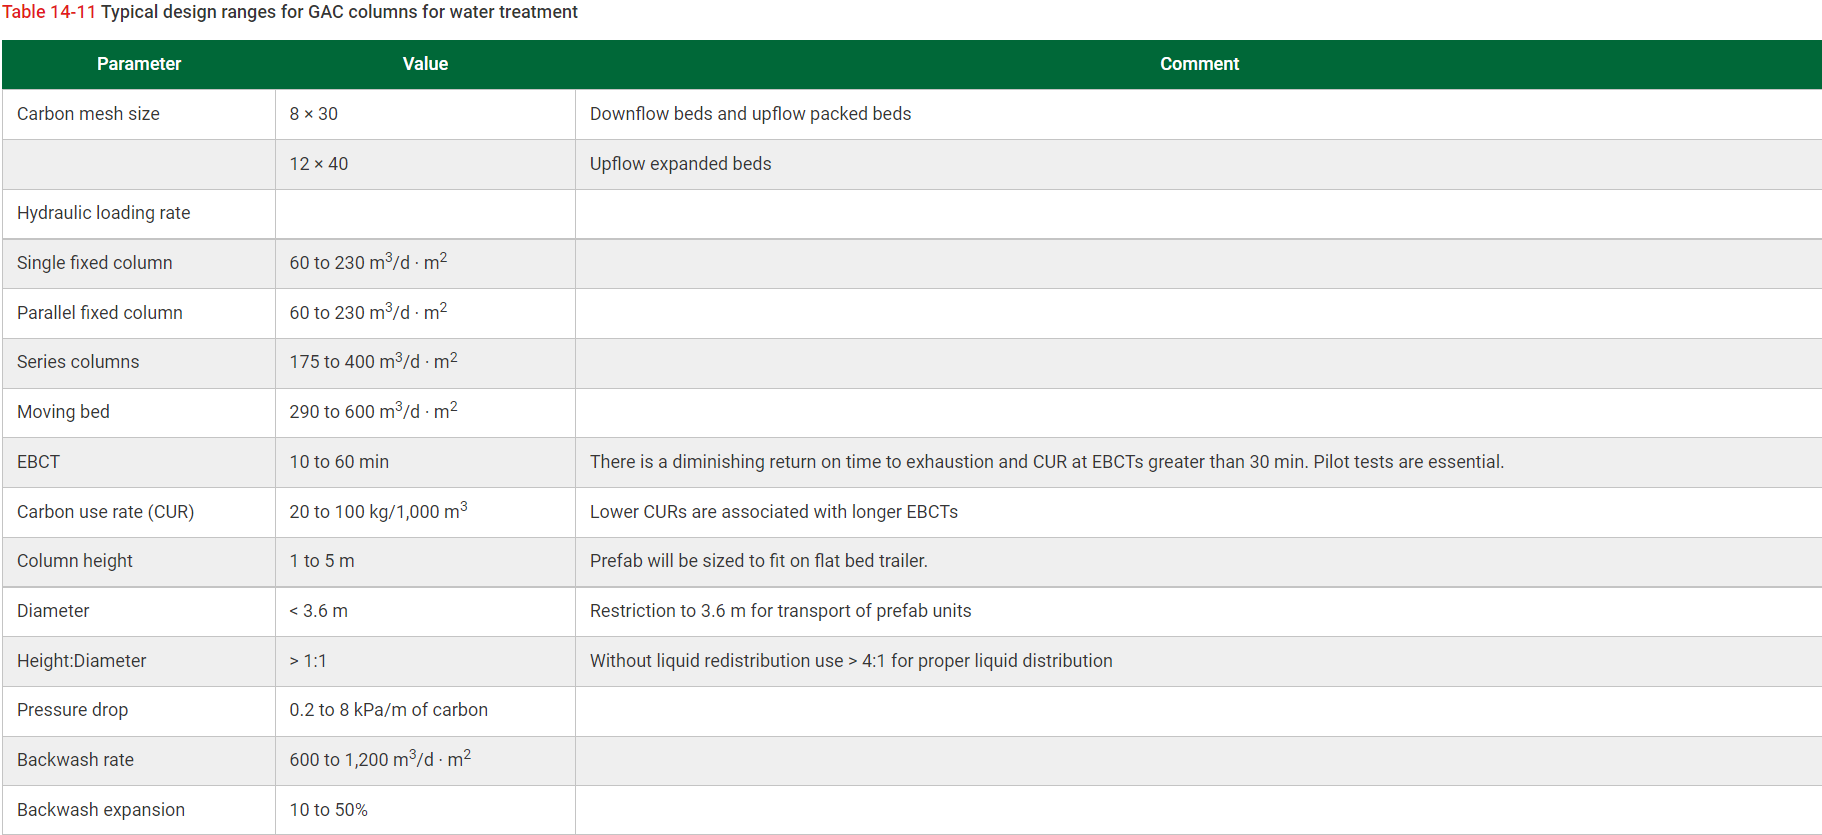 Table 14-11 Typical design ranges for GAC columns for water treatment
Parameter Value Comment
Carbon mesh size 8 × 30 Downflow beds and upflow packed beds
12 × 40 Upflow expanded beds
Hydraulic loading rate
Single fixed column 60 to 230 m³/d · m²
Parallel fixed column 60 to 230 m³/d · m²
Series columns 175 to 400 m³/d · m²
Moving bed 290 to 600 m³/d · m²
EBCT 10 to 60 min There is a diminishing return on time to exhaustion and CUR at EBCTs greater than 30 min. Pilot tests are essential.
Carbon use rate (CUR) 20 to 100 kg/1,000 m³ Lower CURs are associated with longer EBCTs
Column height 1 to 5 m Prefab will be sized to fit on flat bed trailer.
Diameter < 3.6 m Restriction to 3.6 m for transport of prefab units
Height:Diameter > 1:1 Without liquid redistribution use > 4:1 for proper liquid distribution
Pressure drop 0.2 to 8 kPa/m of carbon
Backwash rate 600 to 1,200 m³/d · m²
Backwash expansion 10 to 50%